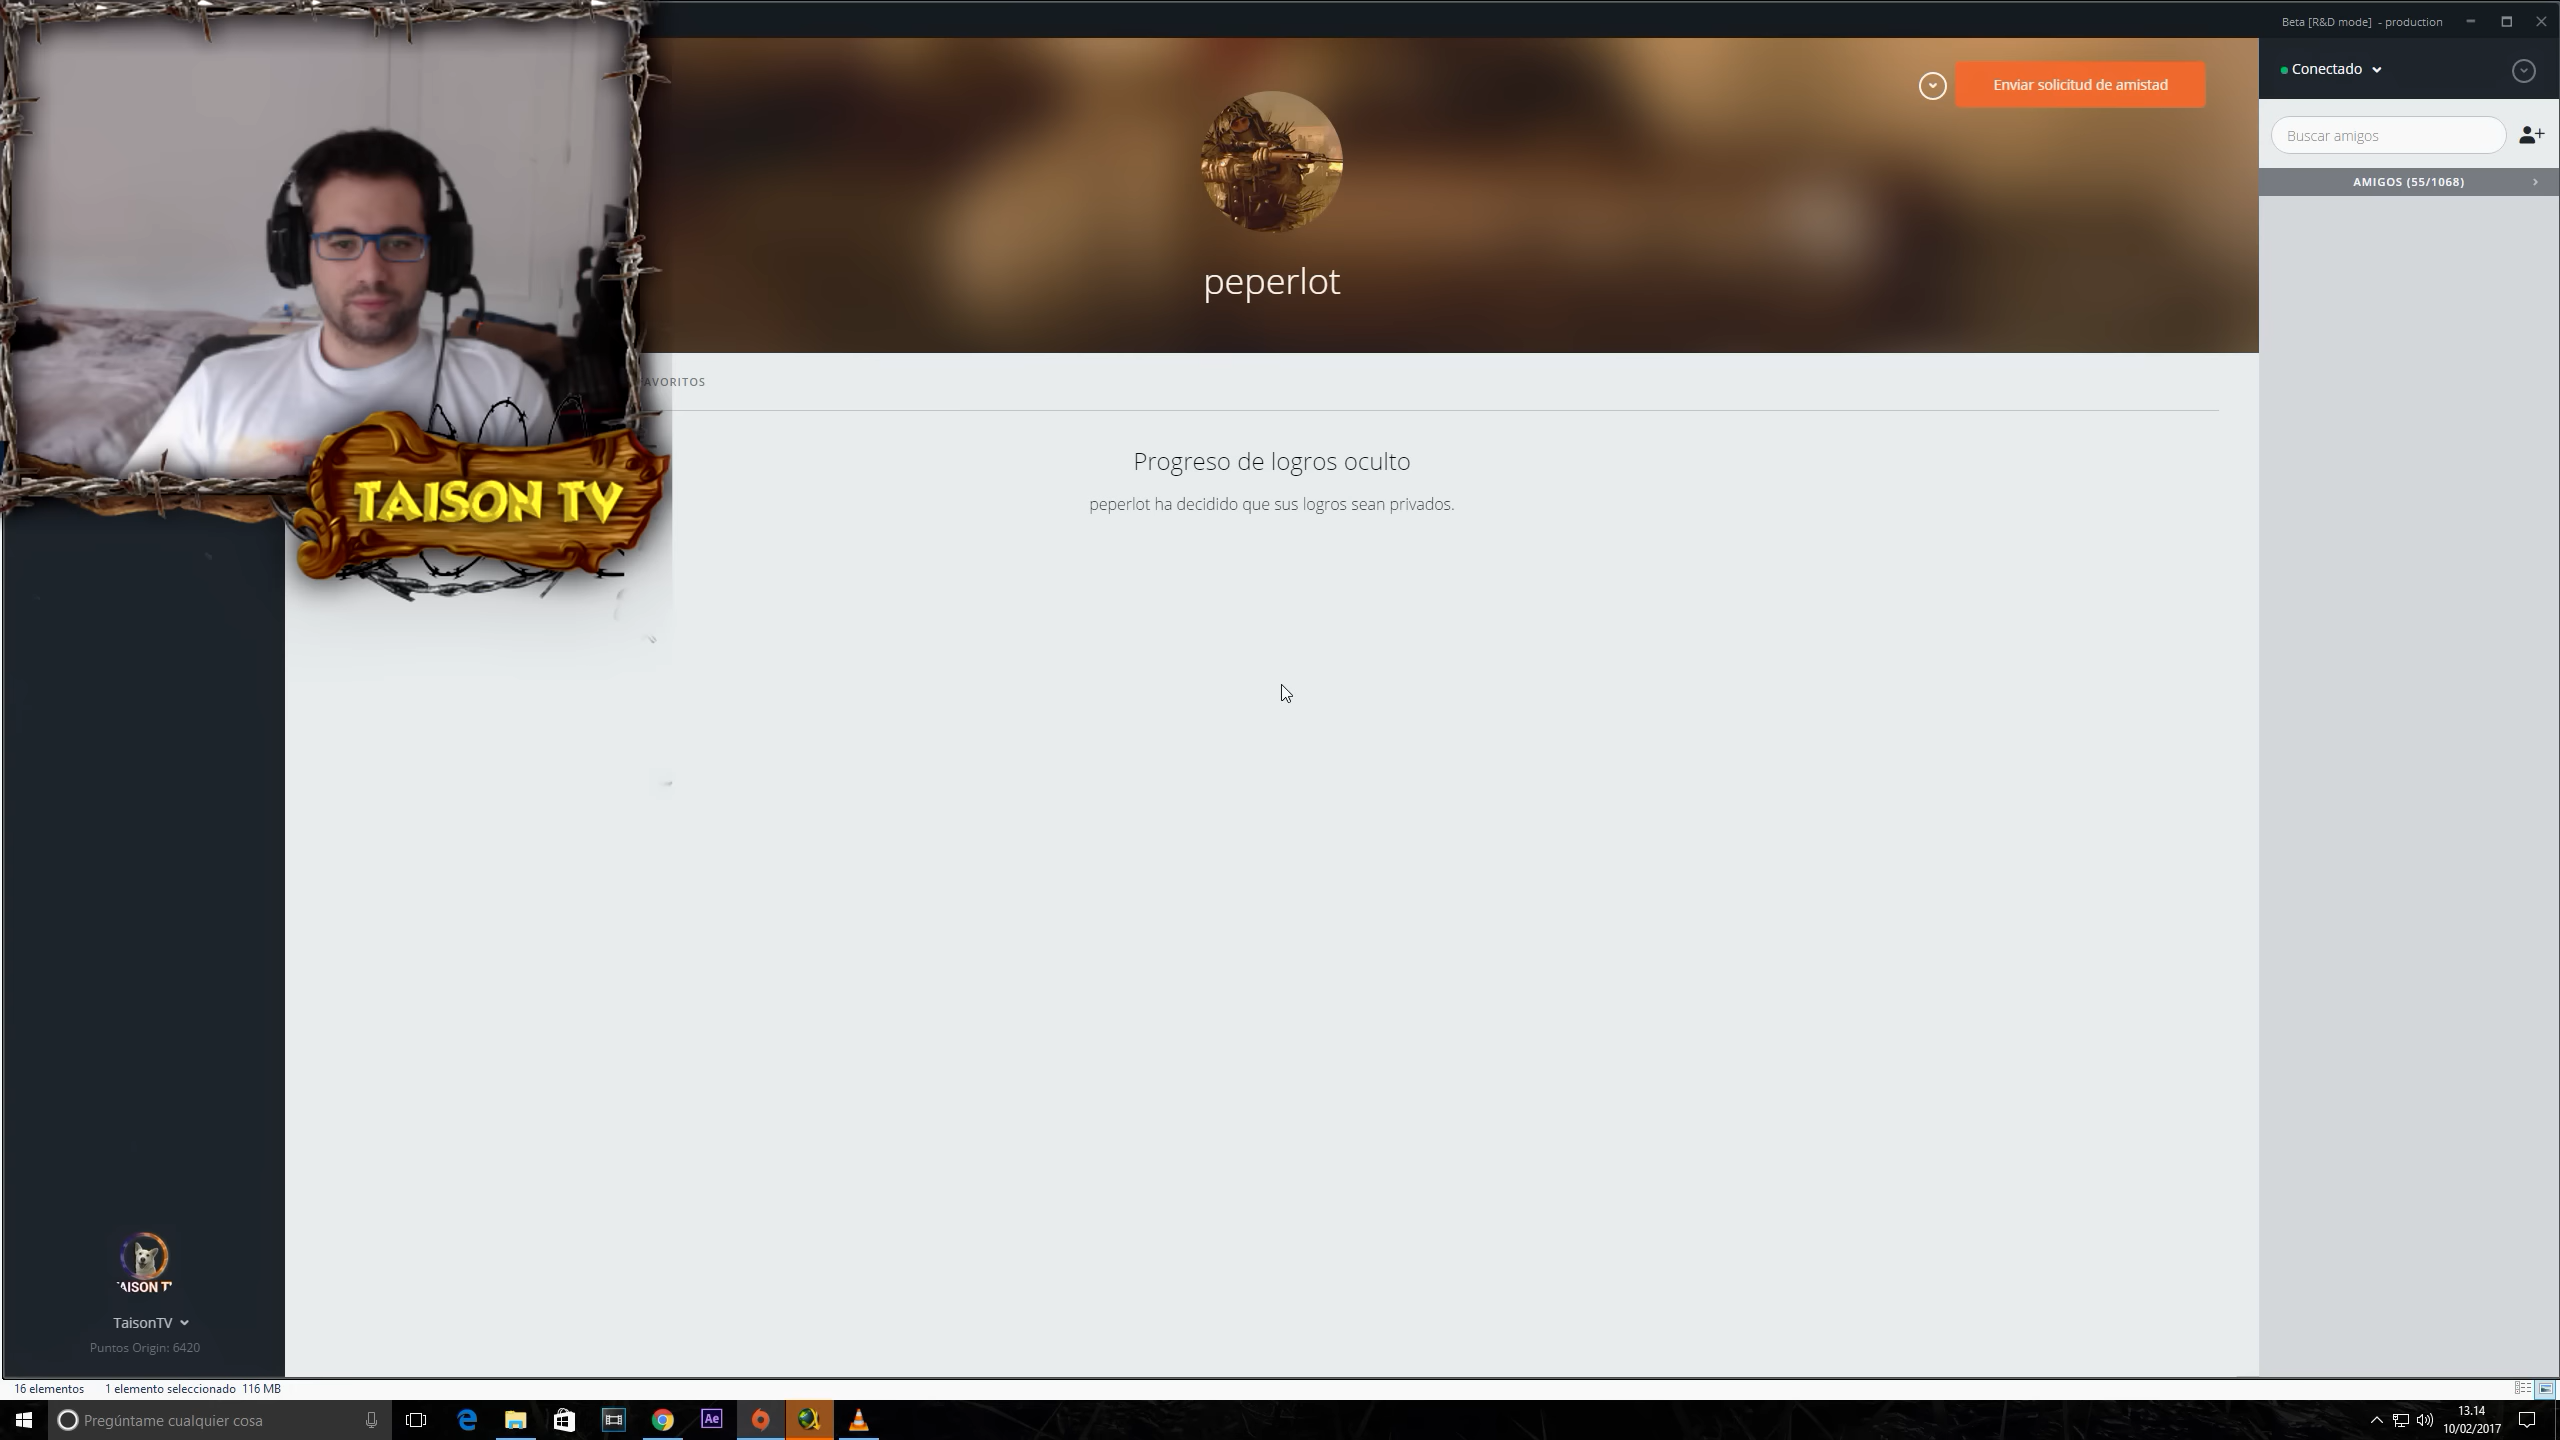 Beta [R&D mode] - production
Enviar solicitud de amistad
Conectado
Buscar amigos
AMIGOS (55/1068)
peperlot
AVORITOS
Progreso de logros oculto
peperlot ha decidido que sus logros sean privados.
TAISON TV
AISON T
TaisonTV
Puntos Origin: 6420
16 elementos 1 elemento seleccionado 116 MB
Pregúntame cualquier cosa
Ae
13.14
10/02/2017